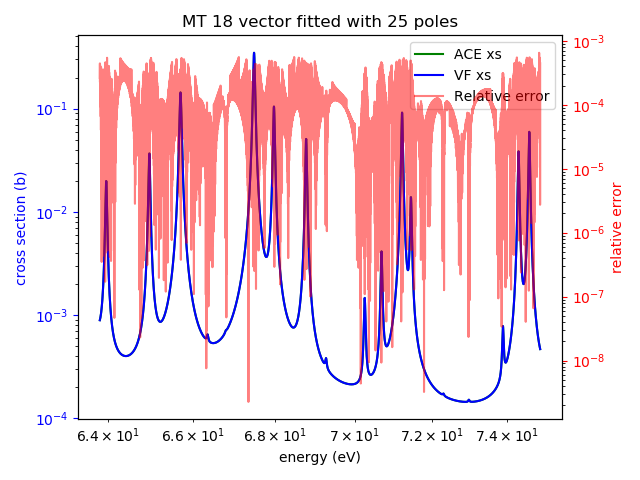 MT 18 vector fitted with 25 poles
ACE xs
VF xs
Relative error
cross section (b)
10⁻¹
10⁻²
10⁻³
10⁻⁴
relative error
10⁻³
10⁻⁴
10⁻⁵
10⁻⁶
10⁻⁷
10⁻⁸
6.4 × 10¹ 6.6 × 10¹ 6.8 × 10¹ 7 × 10¹ 7.2 × 10¹ 7.4 × 10¹
energy (eV)